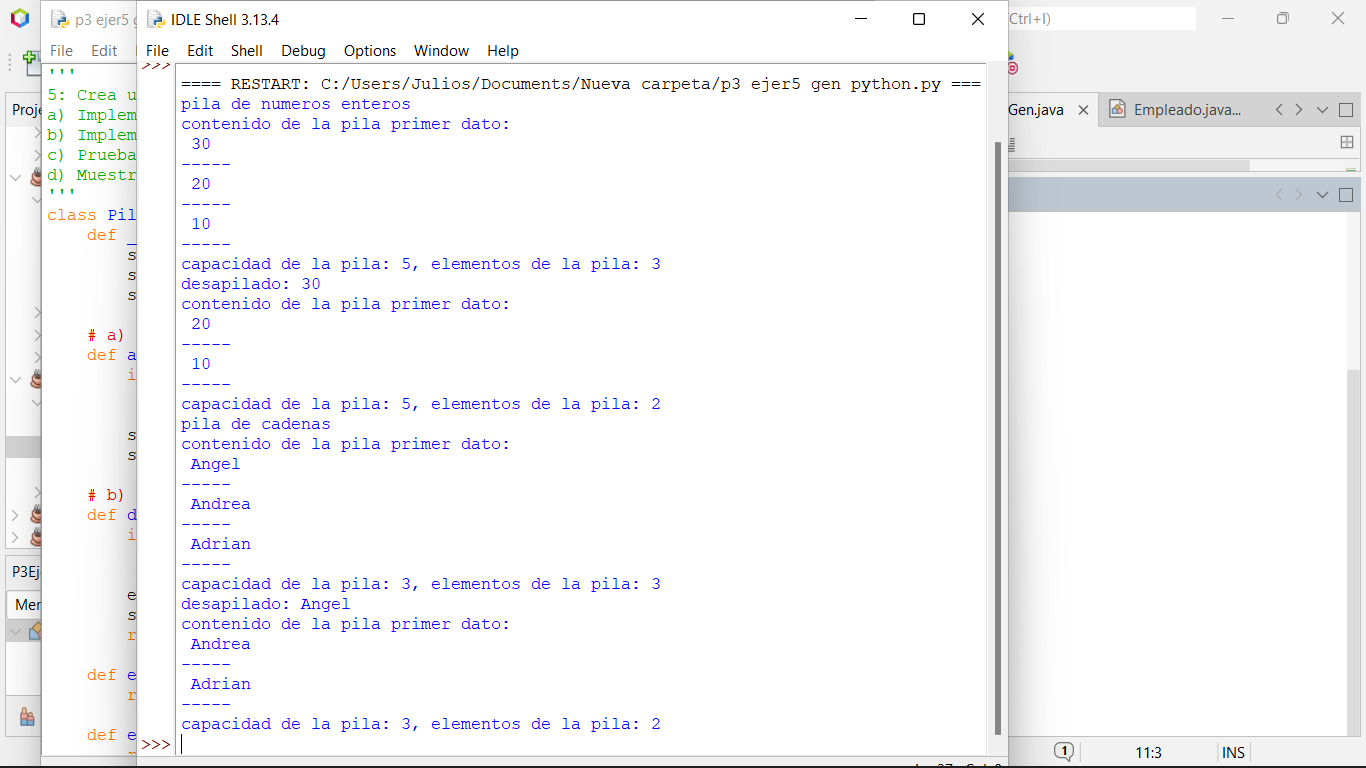 p3 ejer5 g
IDLE Shell 3.13.4
Ctrl+I)
File Edit
File Edit Shell Debug Options Window Help
>>>
==== RESTART: C:/Users/Julios/Documents/Nueva carpeta/p3 ejer5 gen python.py ===
pila de numeros enteros
contenido de la pila primer dato:
30
-----
20
-----
10
-----
capacidad de la pila: 5, elementos de la pila: 3
desapilado: 30
contenido de la pila primer dato:
20
-----
10
-----
capacidad de la pila: 5, elementos de la pila: 2
pila de cadenas
contenido de la pila primer dato:
Angel
-----
Andrea
-----
Adrian
-----
capacidad de la pila: 3, elementos de la pila: 3
desapilado: Angel
contenido de la pila primer dato:
Andrea
-----
Adrian
-----
capacidad de la pila: 3, elementos de la pila: 2
>>>
'''
5: Crea u
a) Implem
b) Implem
c) Prueba
d) Muestr
'''
class Pil
def _
s
s
s
# a)
def a
i
s
s
# b)
def d
i
e
s
r
def e
r
def e
Proje
P3Ej
Mer
Gen.java
Empleado.java...
1
11:3
INS